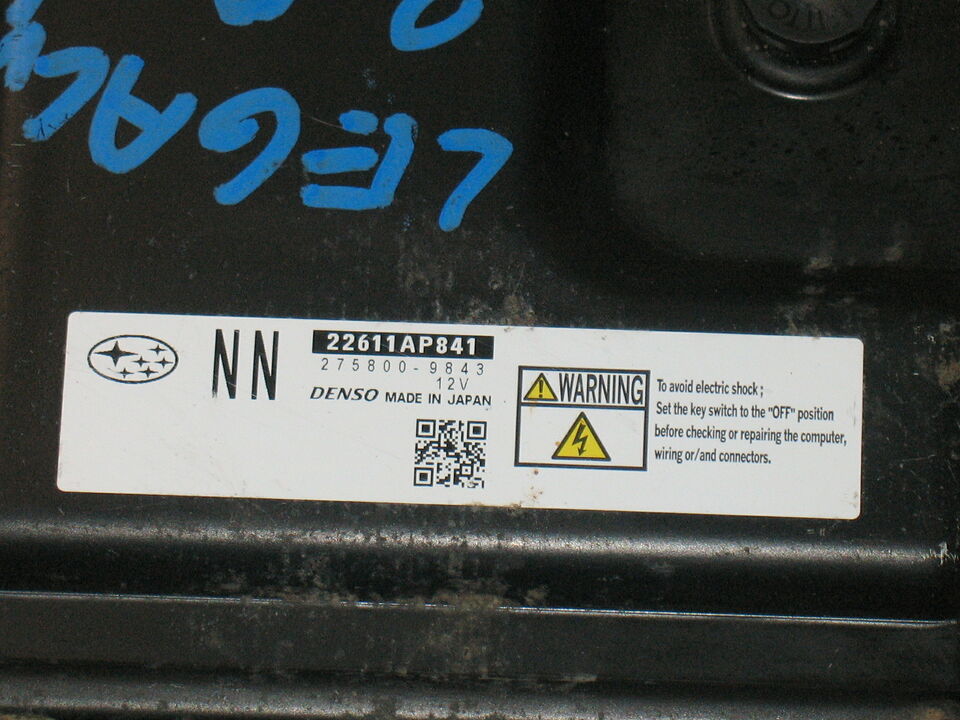 LEGACY
NN
22611AP841
275800-9843
12V
DENSO MADE IN JAPAN
WARNING
To avoid electric shock ;
Set the key switch to the "OFF" position
before checking or repairing the computer,
wiring or/and connectors.